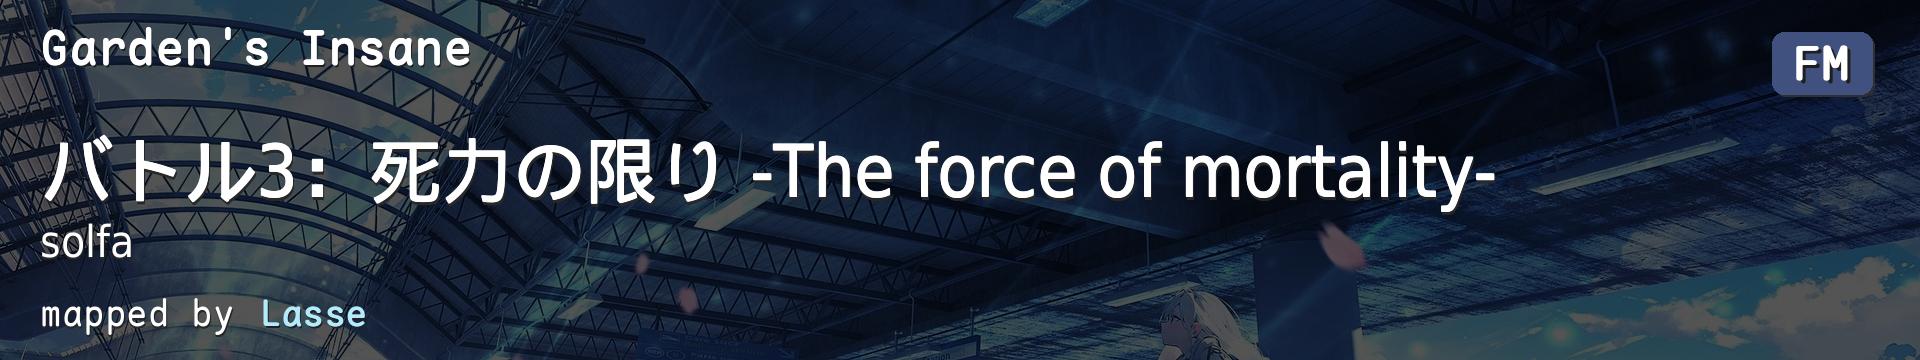 Garden's Insane
FM
バトル3: 死力の限り -The force of mortality-
solfa
mapped by Lasse